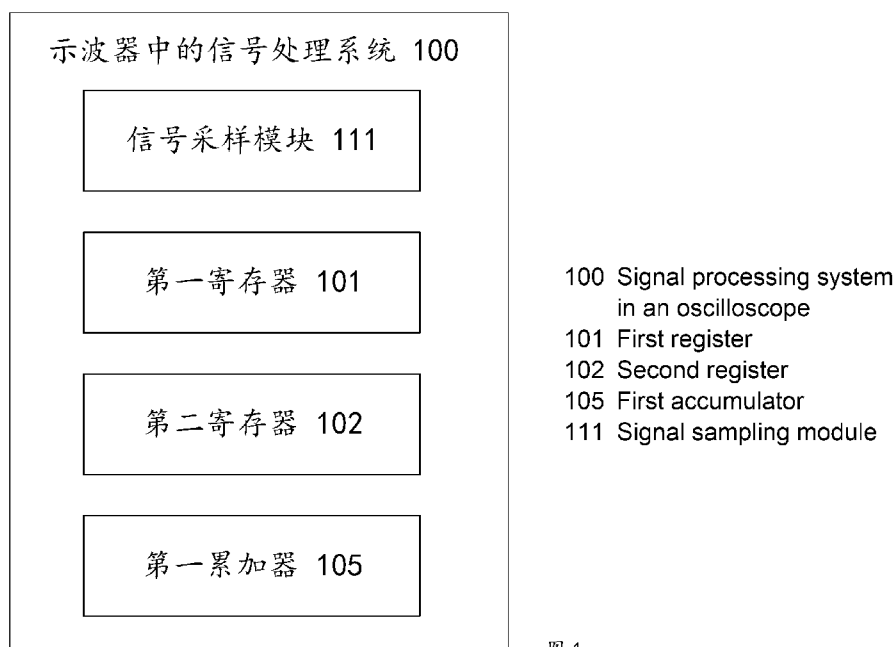 示波器中的信号处理系统 100
信号采样模块 111
第一寄存器 101
第二寄存器 102
第一累加器 105
100 Signal processing system
in an oscilloscope
101 First register
102 Second register
105 First accumulator
111 Signal sampling module